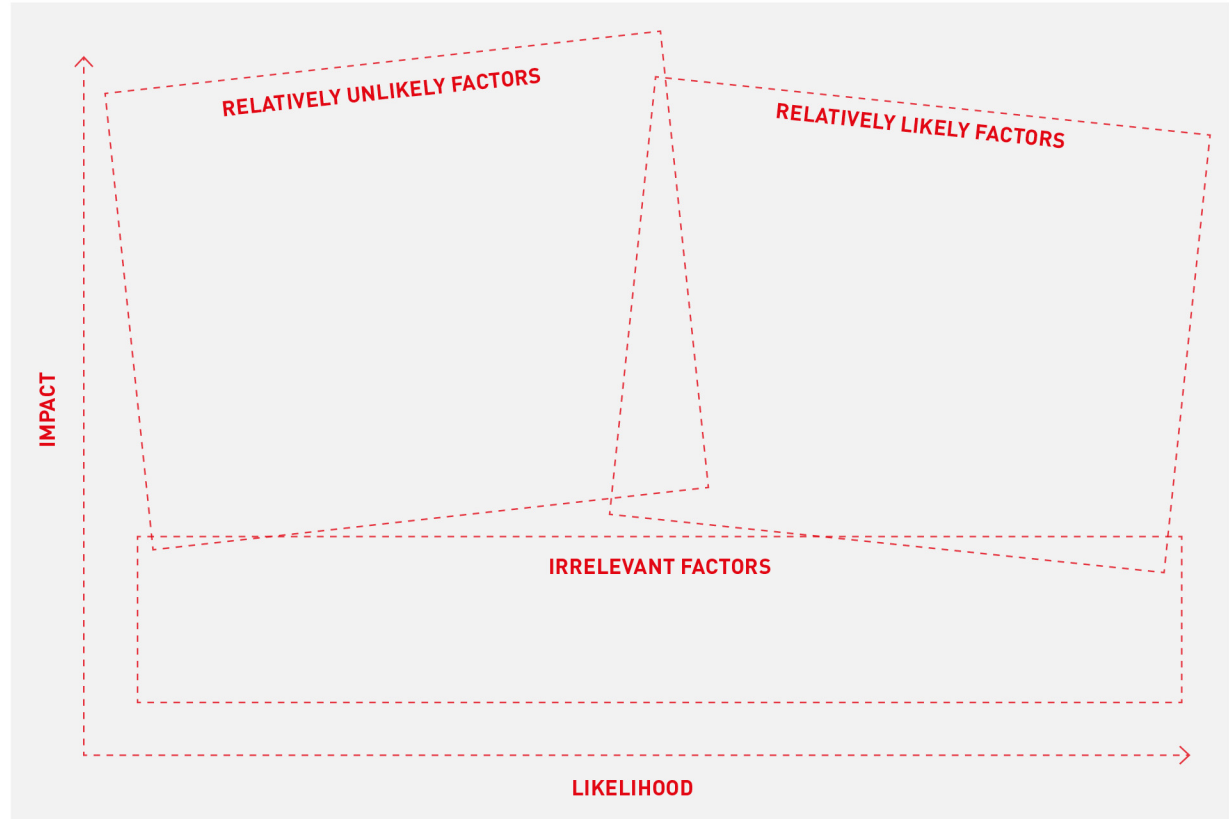 RELATIVELY UNLIKELY FACTORS
RELATIVELY LIKELY FACTORS
IMPACT
IRRELEVANT FACTORS
LIKELIHOOD